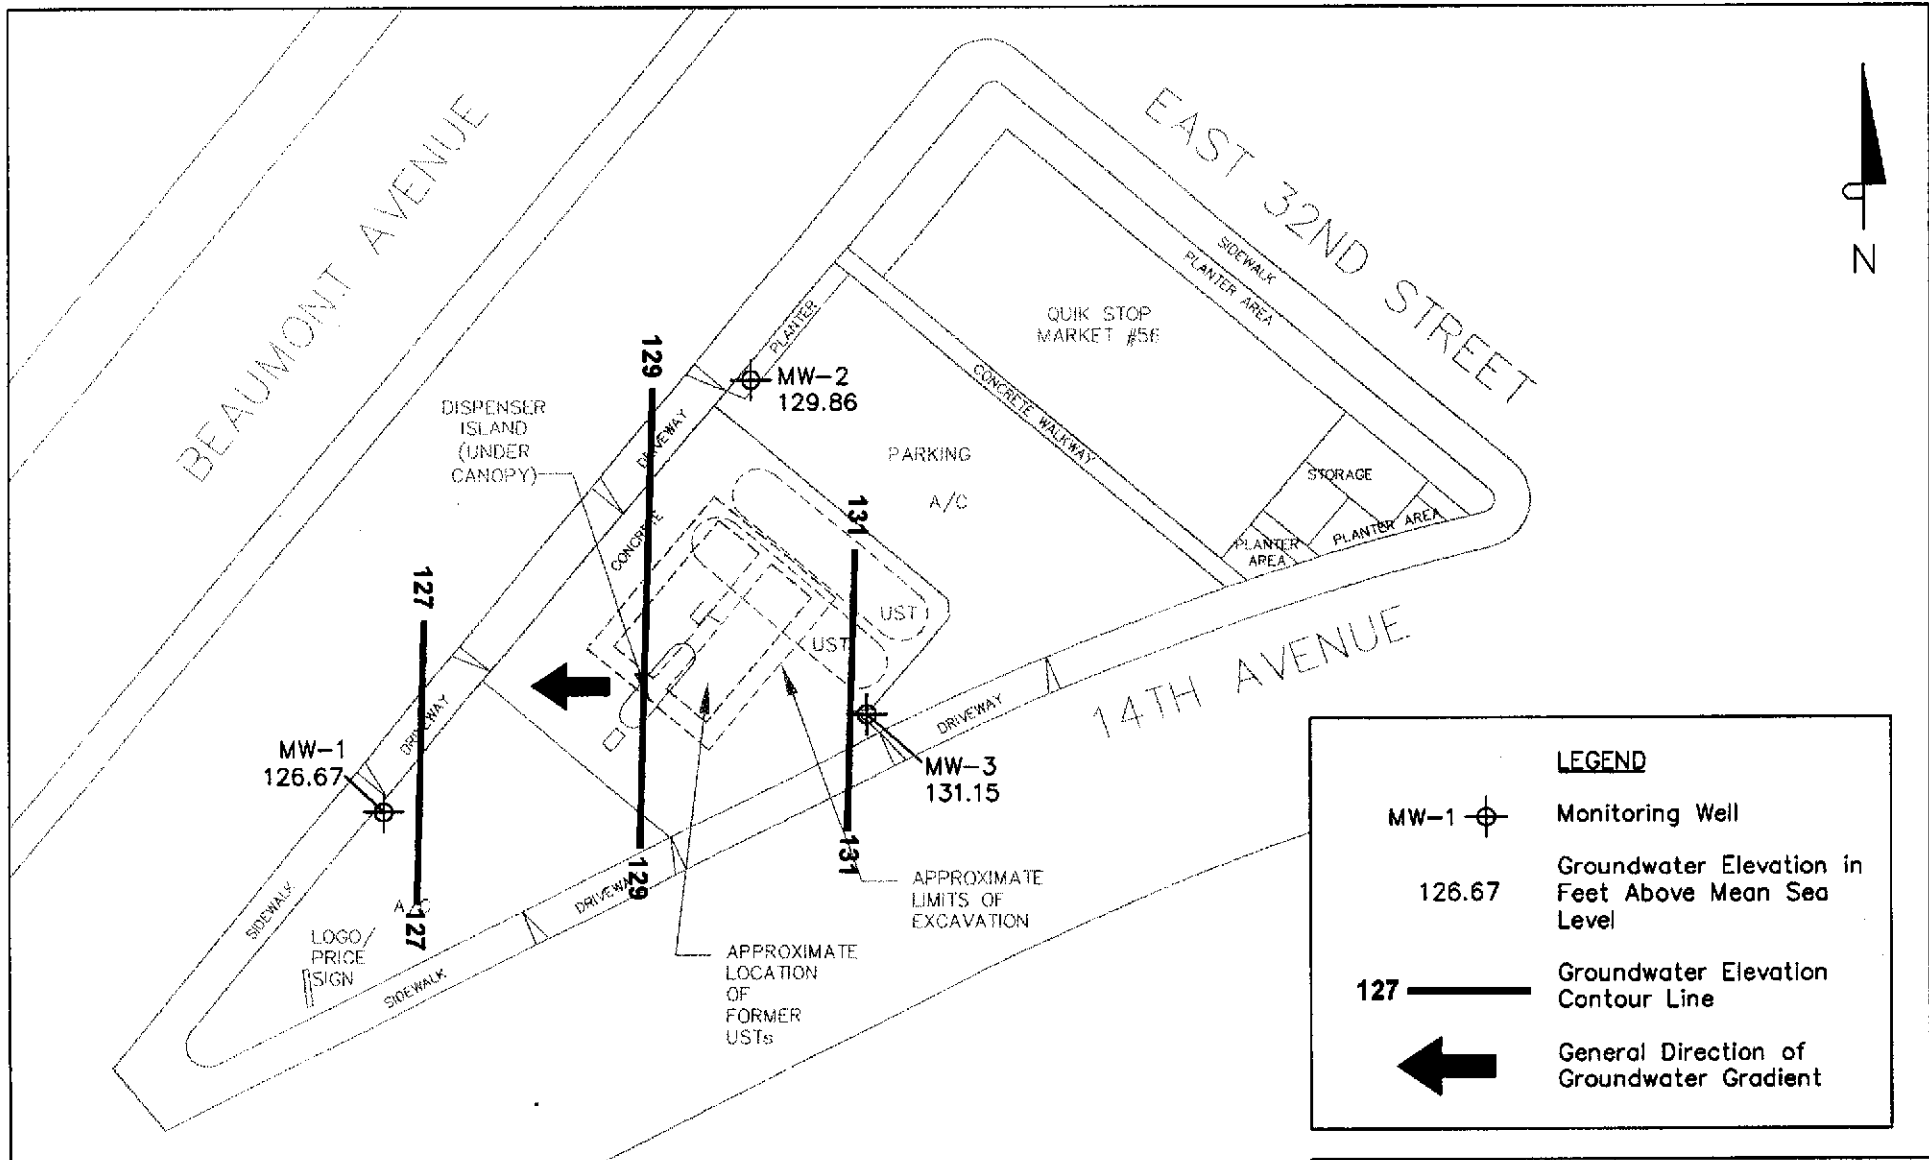 EAST 32ND STREET
BEAUMONT AVENUE
N
SIDEWALK
PLANTER AREA
QUIK STOP
MARKET #56
PLANTER
129
MW-2
129.86
CONCRETE WALKWAY
DISPENSER
ISLAND
(UNDER
CANOPY)
DRIVEWAY
PARKING
A/C
STORAGE
131
CONCRETE
PLANTER AREA
PLANTER
AREA
127
UST
UST
14TH AVENUE
DRIVEWAY
DRIVEWAY
MW-1
126.67
MW-3
131.15
131
129
DRIVEWAY
APPROXIMATE
LIMITS OF
EXCAVATION
SIDEWALK
A/C
127
LOGO/
PRICE
SIGN
SIDEWALK
APPROXIMATE
LOCATION
OF
FORMER
USTs
LEGEND
MW-1
Monitoring Well
126.67
Groundwater Elevation in
Feet Above Mean Sea
Level
127
Groundwater Elevation
Contour Line
General Direction of
Groundwater Gradient